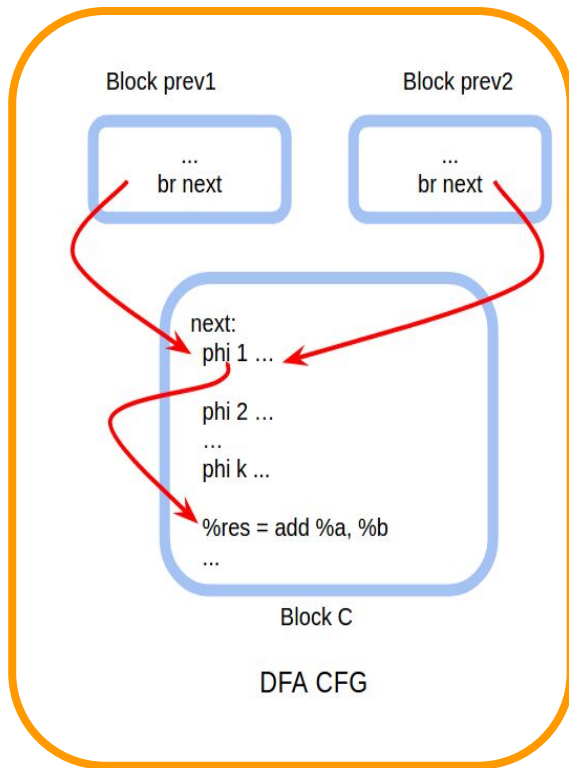 Block prev1
Block prev2
...
br next
...
br next
next:
phi 1 ...
phi 2 ...
...
phi k ...
%res = add %a, %b
...
Block C
DFA CFG